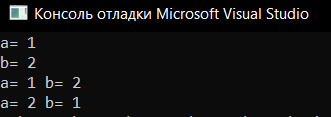 Консоль отладки Microsoft Visual Studio
a= 1
b= 2
a= 1 b= 2
a= 2 b= 1